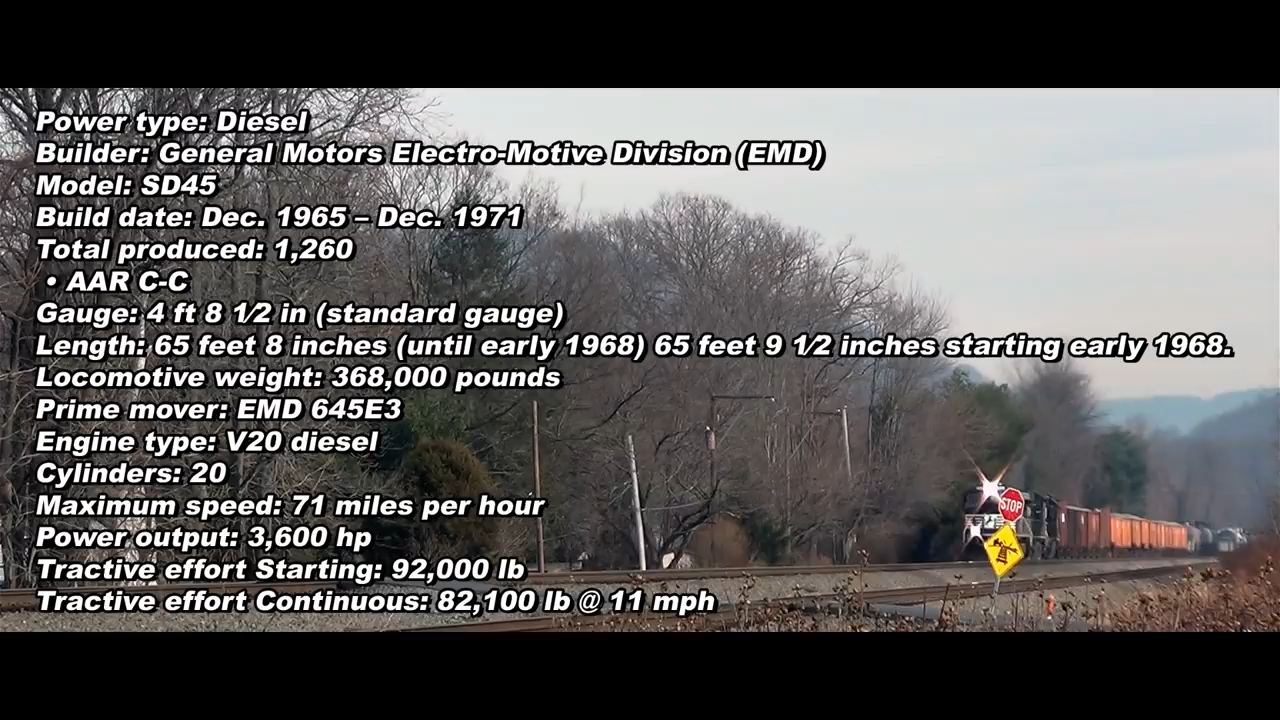 Power type: Diesel
Builder: General Motors Electro-Motive Division (EMD)
Model: SD45
Build date: Dec. 1965 – Dec. 1971
Total produced: 1,260
• AAR C-C
Gauge: 4 ft 8 1⁄2 in (standard gauge)
Length: 65 feet 8 inches (until early 1968) 65 feet 9 1⁄2 inches starting early 1968.
Locomotive weight: 368,000 pounds
Prime mover: EMD 645E3
Engine type: V20 diesel
Cylinders: 20
Maximum speed: 71 miles per hour
Power output: 3,600 hp
Tractive effort Starting: 92,000 lb
Tractive effort Continuous: 82,100 lb @ 11 mph
STOP